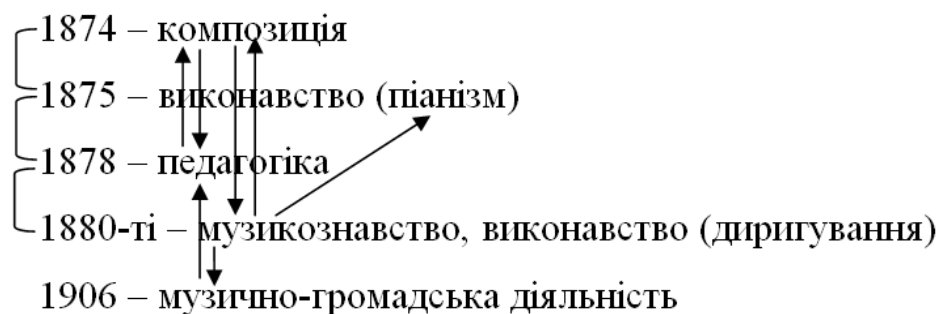 1874 – композиція
1875 – виконавство (піанізм)
1878 – педагогіка
1880-ті – музикознавство, виконавство (диригування)
1906 – музично-громадська діяльність